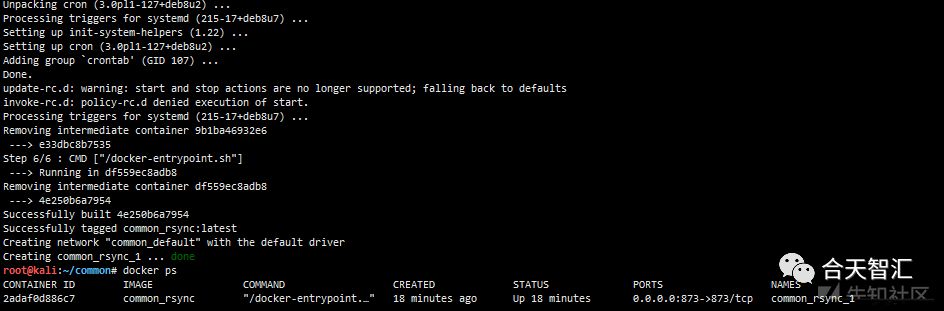 Unpacking cron (3.0pl1-127+deb8u2) ...
Processing triggers for systemd (215-17+deb8u7) ...
Setting up init-system-helpers (1.22) ...
Setting up cron (3.0pl1-127+deb8u2) ...
Adding group `crontab' (GID 107) ...
Done.
update-rc.d: warning: start and stop actions are no longer supported; falling back to defaults
invoke-rc.d: policy-rc.d denied execution of start.
Processing triggers for systemd (215-17+deb8u7) ...
Removing intermediate container 9b1ba46932e6
 ---> e33dbc8b7535
Step 6/6 : CMD ["/docker-entrypoint.sh"]
 ---> Running in df559ec8adb8
Removing intermediate container df559ec8adb8
 ---> 4e250b6a7954
Successfully built 4e250b6a7954
Successfully tagged common_rsync:latest
Creating network "common_default" with the default driver
Creating common_rsync_1 ... done
root@kali:~/common# docker ps
CONTAINER ID IMAGE COMMAND CREATED STATUS PORTS NAMES
2adaf0d886c7 common_rsync "/docker-entrypoint.…" 18 minutes ago Up 18 minutes 0.0.0.0:873->873/tcp common_rsync_1
合天智汇
先知社区